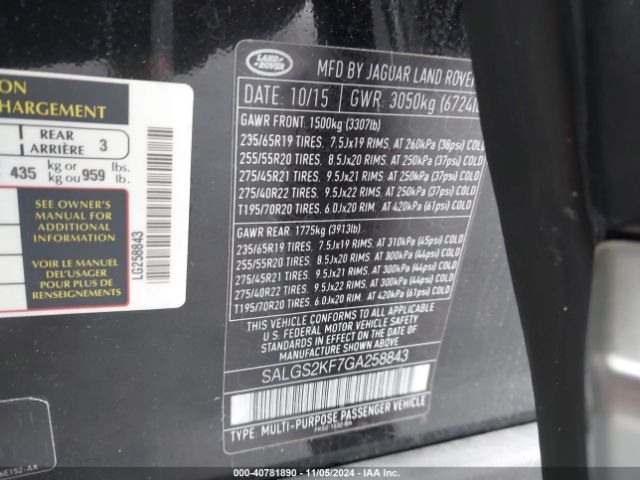 ION
CHARGEMENT
REAR
ARRIÈRE 3
435 kg or 959 lbs.
kg ou lb.
SEE OWNER'S
MANUAL FOR
ADDITIONAL
INFORMATION
VOIR LE MANUEL
DE L'USAGER
POUR PLUS DE
RENSEIGNEMENTS
LG258843
LAND
ROVER
MFD BY JAGUAR LAND ROVER
DATE: 10/15 GWR: 3050kg (6724l
GAWR FRONT: 1500kg (3307lb)
235/65R19 TIRES. 7.5Jx19 RIMS. AT 260kPa (38psi) COLD
255/55R20 TIRES. 8.5Jx20 RIMS. AT 250kPa (37psi) COLD
275/45R21 TIRES. 9.5Jx21 RIMS. AT 250kPa (37psi) COLD
275/40R22 TIRES. 9.5Jx22 RIMS. AT 250kPa (37psi) COLD
T195/70R20 TIRES. 6.0Jx20 RIM. AT 420kPa (61psi) COLD
GAWR REAR: 1775kg (3913lb)
235/65R19 TIRES. 7.5Jx19 RIMS. AT 310kPa (45psi) COLD
255/55R20 TIRES. 8.5Jx20 RIMS. AT 300kPa (44psi) COLD
275/45R21 TIRES. 9.5Jx21 RIMS. AT 300kPa (44psi) COLD
275/40R22 TIRES. 9.5Jx22 RIMS. AT 300kPa (44psi) COLD
T195/70R20 TIRES. 6.0Jx20 RIM. AT 420kPa (61psi) COLD
THIS VEHICLE CONFORMS TO ALL APPLICABLE
U.S. FEDERAL MOTOR VEHICLE SAFETY
STANDARDS IN EFFECT ON THE DATE OF
MANUFACTURE SHOWN ABOVE.
SALGS2KF7GA258843
TYPE: MULTI-PURPOSE PASSENGER VEHICLE
000-40781890 - 11/05/2024 - IAA Inc.